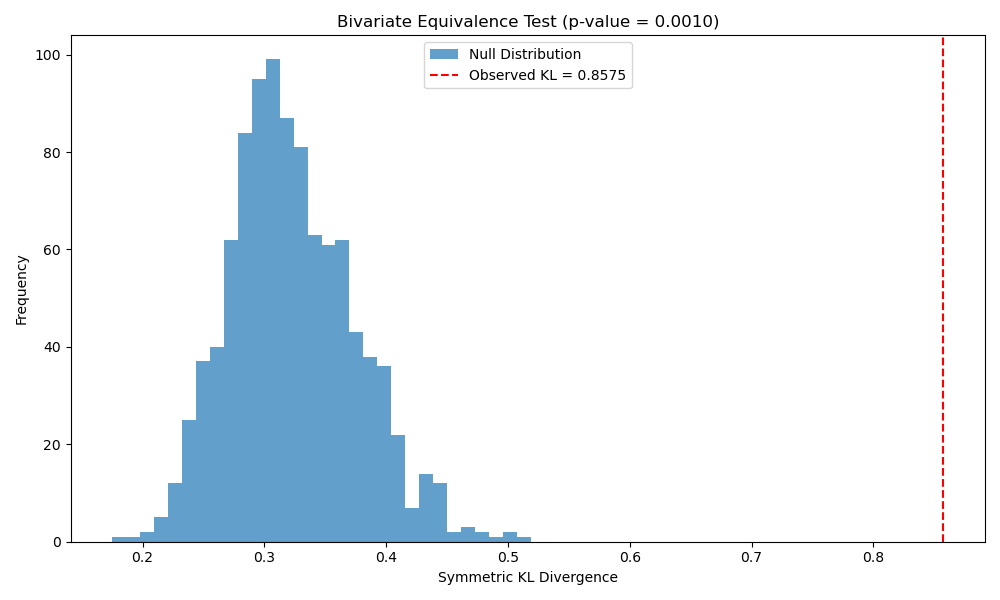 Bivariate Equivalence Test (p-value = 0.0010)
Null Distribution
Observed KL = 0.8575
Frequency
100
80
60
40
20
0
0.2 0.3 0.4 0.5 0.6 0.7 0.8
Symmetric KL Divergence